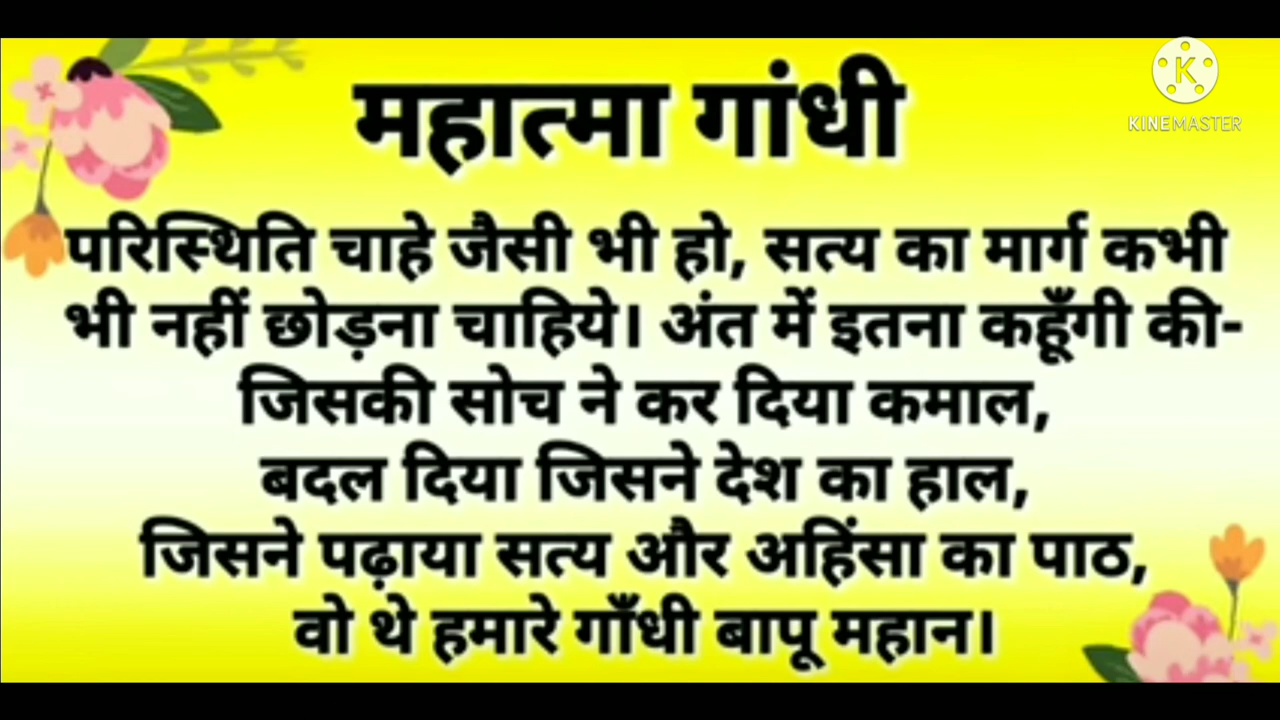 महात्मा गांधी
KINEMASTER
परिस्थिति चाहे जैसी भी हो, सत्य का मार्ग कभी
भी नहीं छोड़ना चाहिये। अंत में इतना कहूँगी की-
जिसकी सोच ने कर दिया कमाल,
बदल दिया जिसने देश का हाल,
जिसने पढ़ाया सत्य और अहिंसा का पाठ,
वो थे हमारे गाँधी बापू महान।